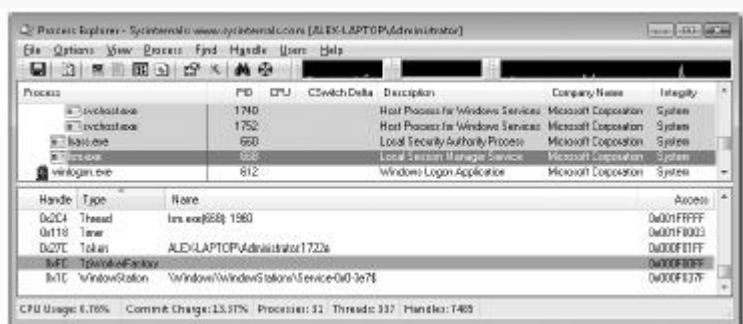 Process Explorer - Sysinternals: www.sysinternals.com [ALEX-LAPTOP\Administrator]
File Options View Process Find Handle Users Help
Process PID CPU CSwitch Delta Description Company Name Integrity
svchost.exe 1740 Host Process for Windows Services Microsoft Corporation System
svchost.exe 1752 Host Process for Windows Services Microsoft Corporation System
lsass.exe 660 Local Security Authority Process Microsoft Corporation System
lsm.exe 668 Local Session Manager Service Microsoft Corporation System
winlogon.exe 612 Windows Logon Application Microsoft Corporation System
Handle Type Name Access
0x2C4 Thread lsm.exe(668): 1960 0x001FFFFF
0x118 Timer 0x001F0003
0x27C Token ALEX-LAPTOP\Administrator:1722a 0x000F01FF
0xFC TpWorkerFactory 0x000F00FF
0x7C WindowStation \Windows\WindowStations\Service-0x0-3e7$ 0x000F037F
CPU Usage: 0.76% Commit Charge: 13.37% Processes: 31 Threads: 337 Handles: 7485